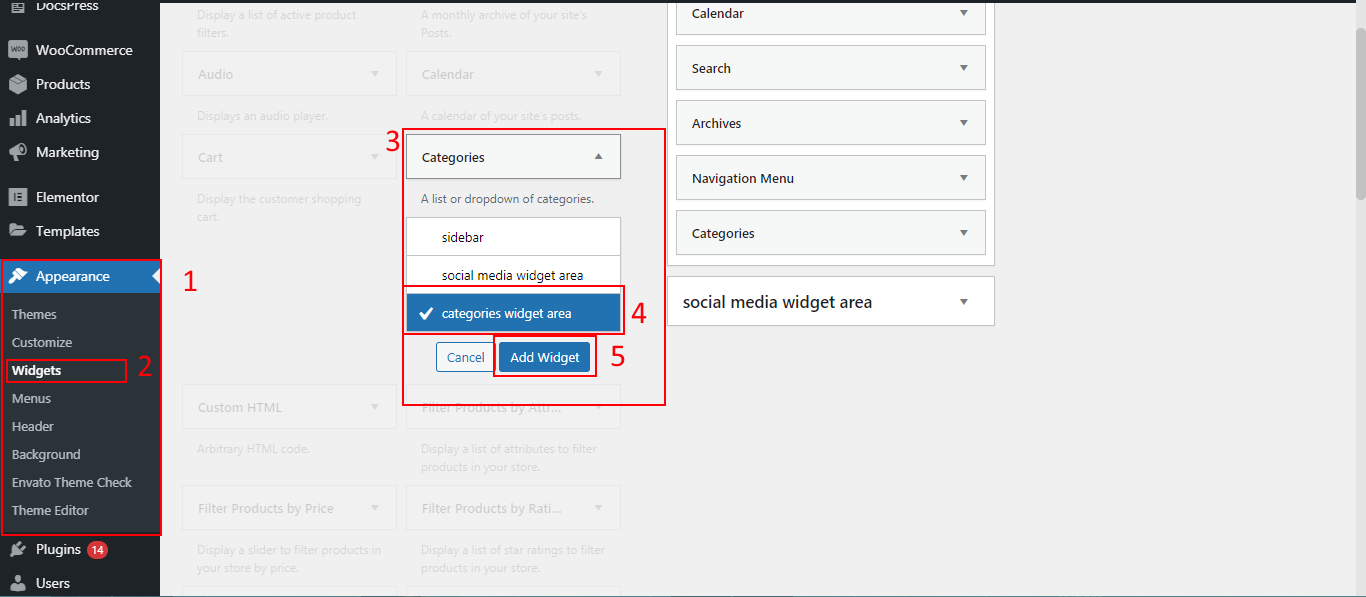 DocsPress
WooCommerce
Products
Analytics
Marketing
Elementor
Templates
Appearance
1
Themes
Customize
Widgets
2
Menus
Header
Background
Envato Theme Check
Theme Editor
Plugins 14
Users
Display a list of active product
filters.
Audio
Displays an audio player.
Cart
Display the customer shopping
cart.
Custom HTML
Arbitrary HTML code.
Filter Products by Price
Display a slider to filter products in
your store by price.
A monthly archive of your site's
Posts.
Calendar
A calendar of your site's posts.
3
Categories
A list or dropdown of categories.
sidebar
social media widget area
categories widget area
4
Cancel
Add Widget
5
Filter Products by Attr...
Display a list of attributes to filter
products in your store.
Filter Products by Rati...
Display a list of star ratings to filter
products in your store.
Calendar
Search
Archives
Navigation Menu
Categories
social media widget area